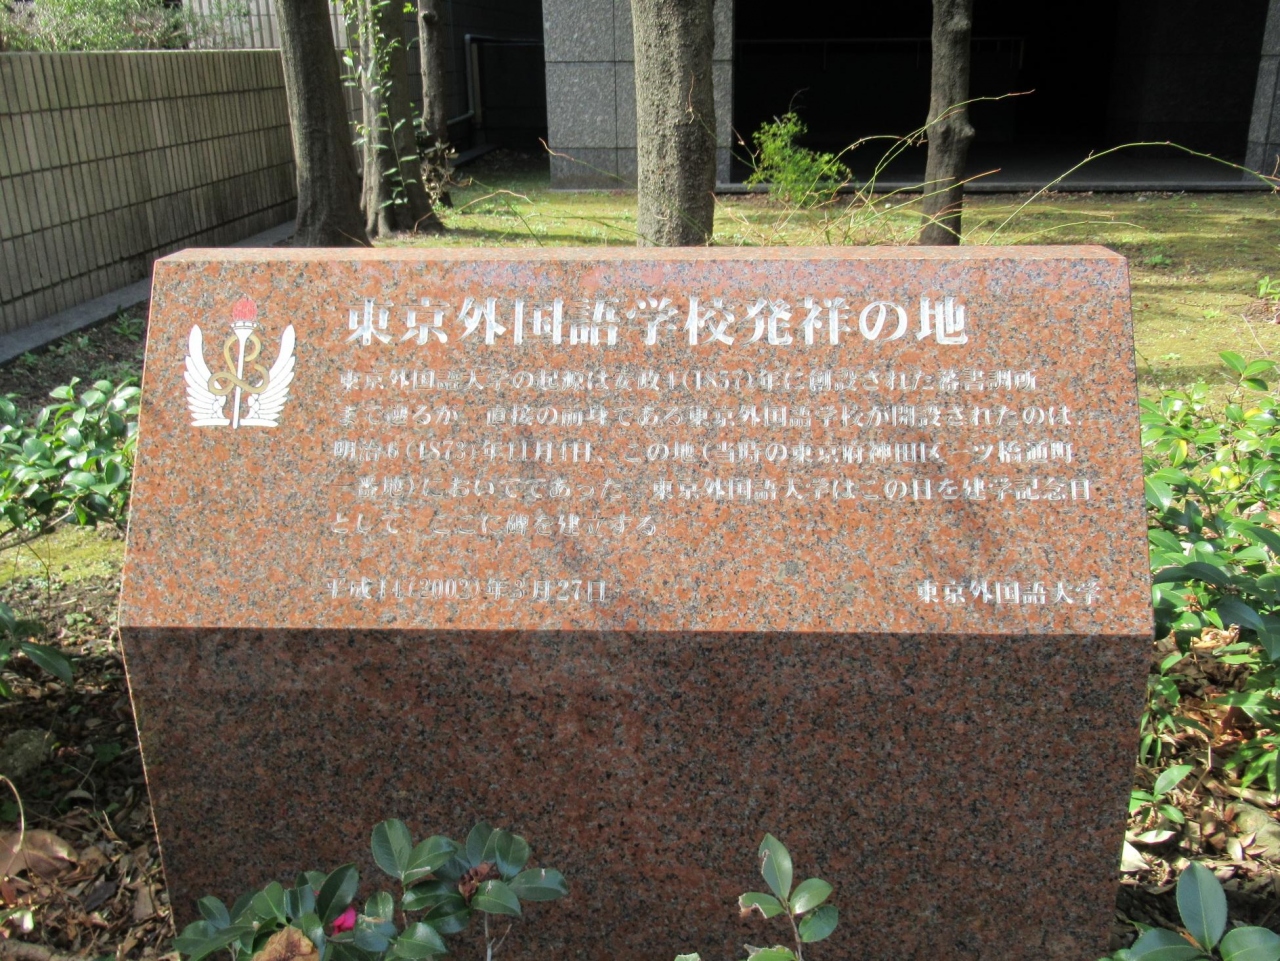 東京外国語学校発祥の地
東京外国語大学の起源は安政4(1857)年に創設された蕃書調所
まで遡るが、直接の前身である東京外国語学校が開設されたのは、
明治6(1873)年11月4日、この地(当時の東京府神田区一ツ橋通町
一番地)においてであった。東京外国語大学はこの日を建学記念日
として、ここに碑を建立する
平成14(2002)年3月27日
東京外国語大学